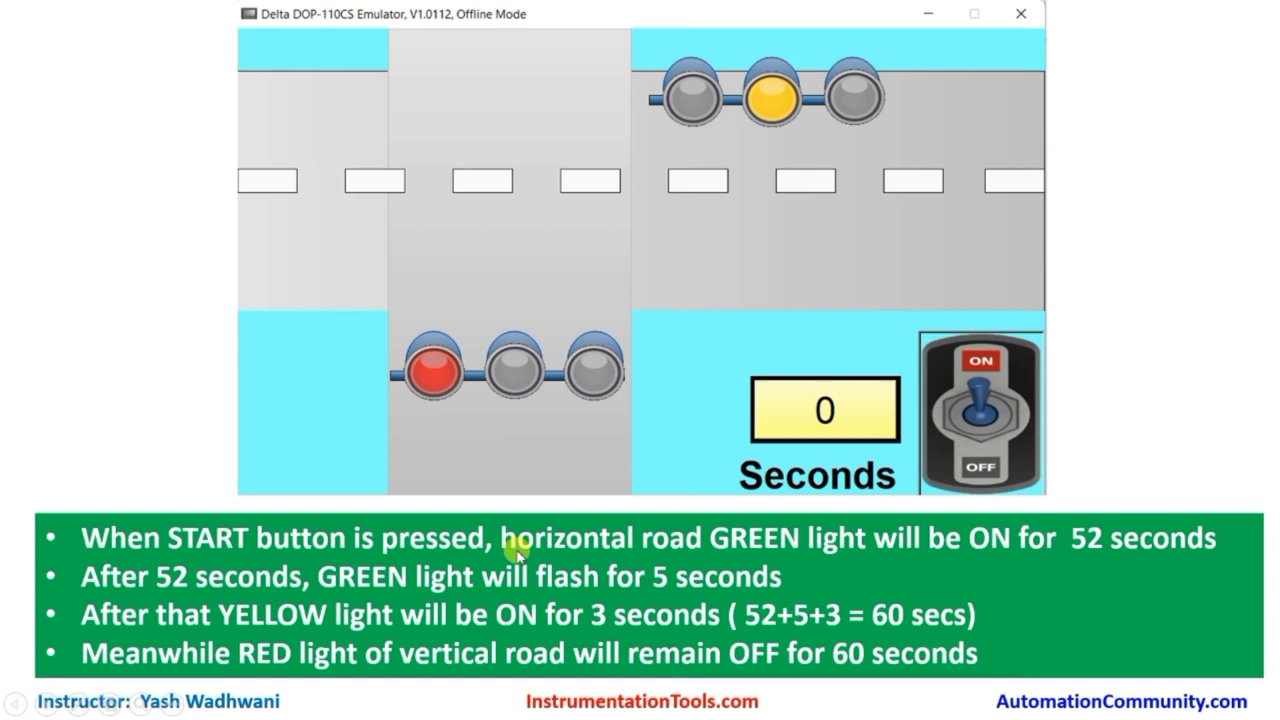 Delta DOP-110CS Emulator, V1.0112, Offline Mode
ON
0
OFF
Seconds
• When START button is pressed, horizontal road GREEN light will be ON for 52 seconds
• After 52 seconds, GREEN light will flash for 5 seconds
• After that YELLOW light will be ON for 3 seconds ( 52+5+3 = 60 secs)
• Meanwhile RED light of vertical road will remain OFF for 60 seconds
Instructor: Yash Wadhwani
InstrumentationTools.com
AutomationCommunity.com